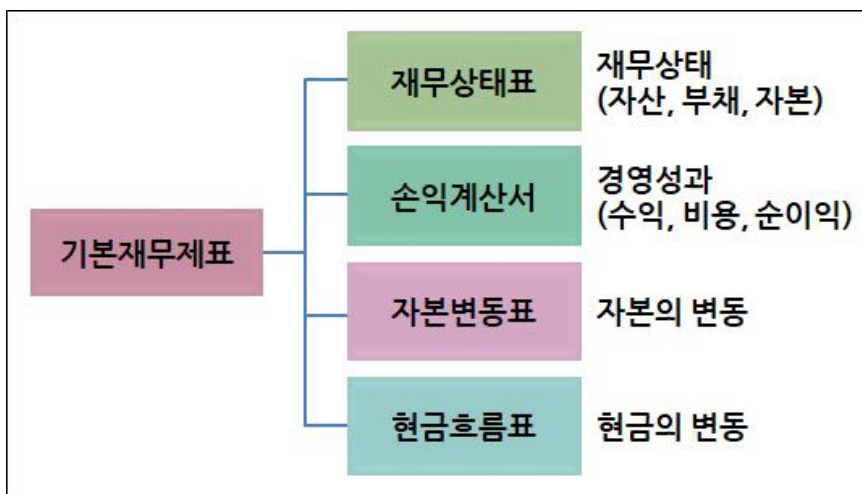 기본재무제표
재무상태표
재무상태
(자산, 부채, 자본)
손익계산서
경영성과
(수익, 비용, 순이익)
자본변동표
자본의 변동
현금흐름표
현금의 변동